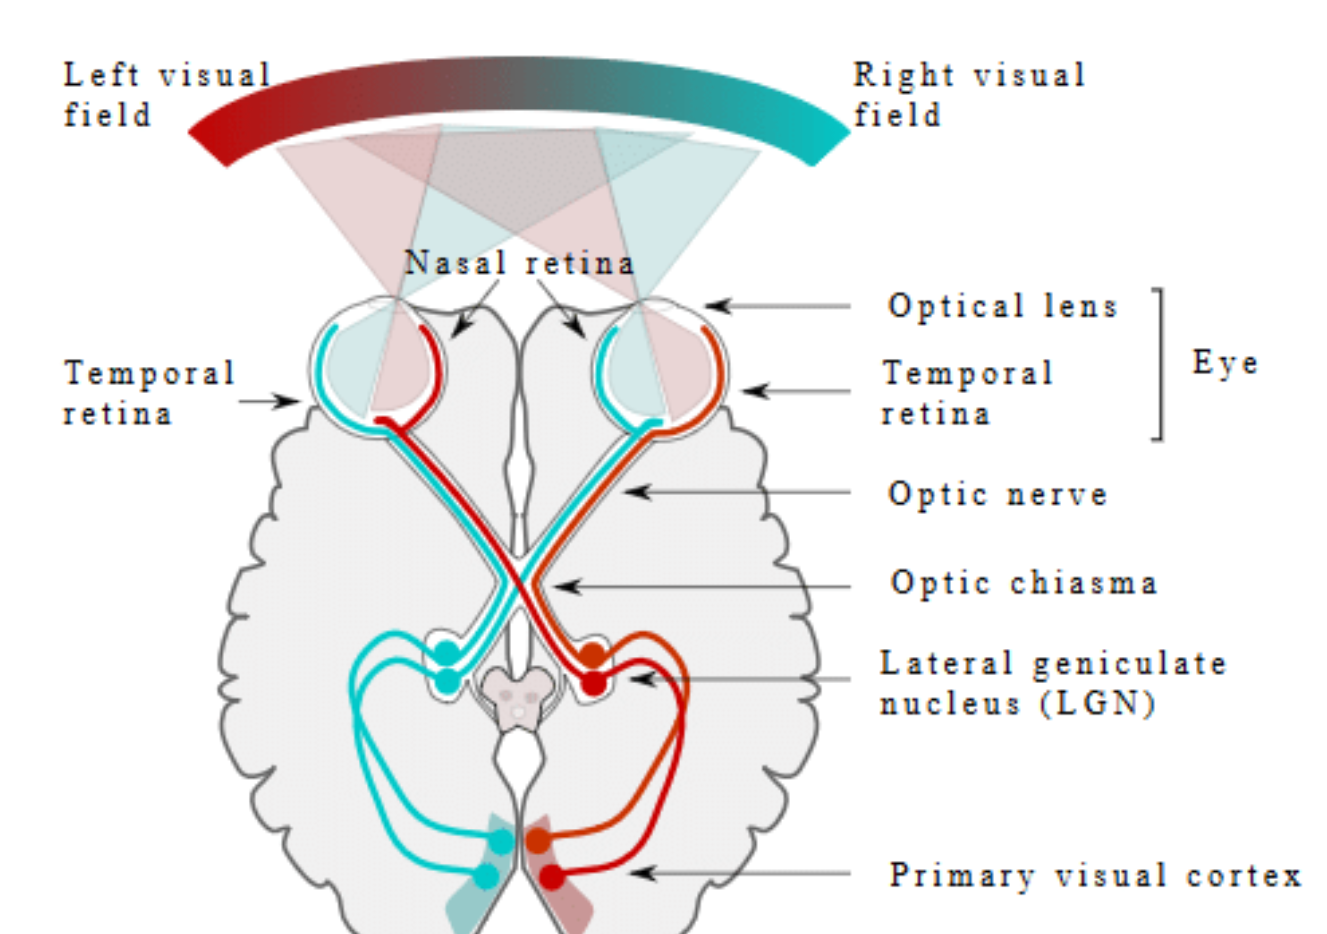 Left visual
field
Right visual
field
Nasal retina
Optical lens
Temporal
retina
Temporal
retina
Eye
Optic nerve
Optic chiasma
Lateral geniculate
nucleus (LGN)
Primary visual cortex